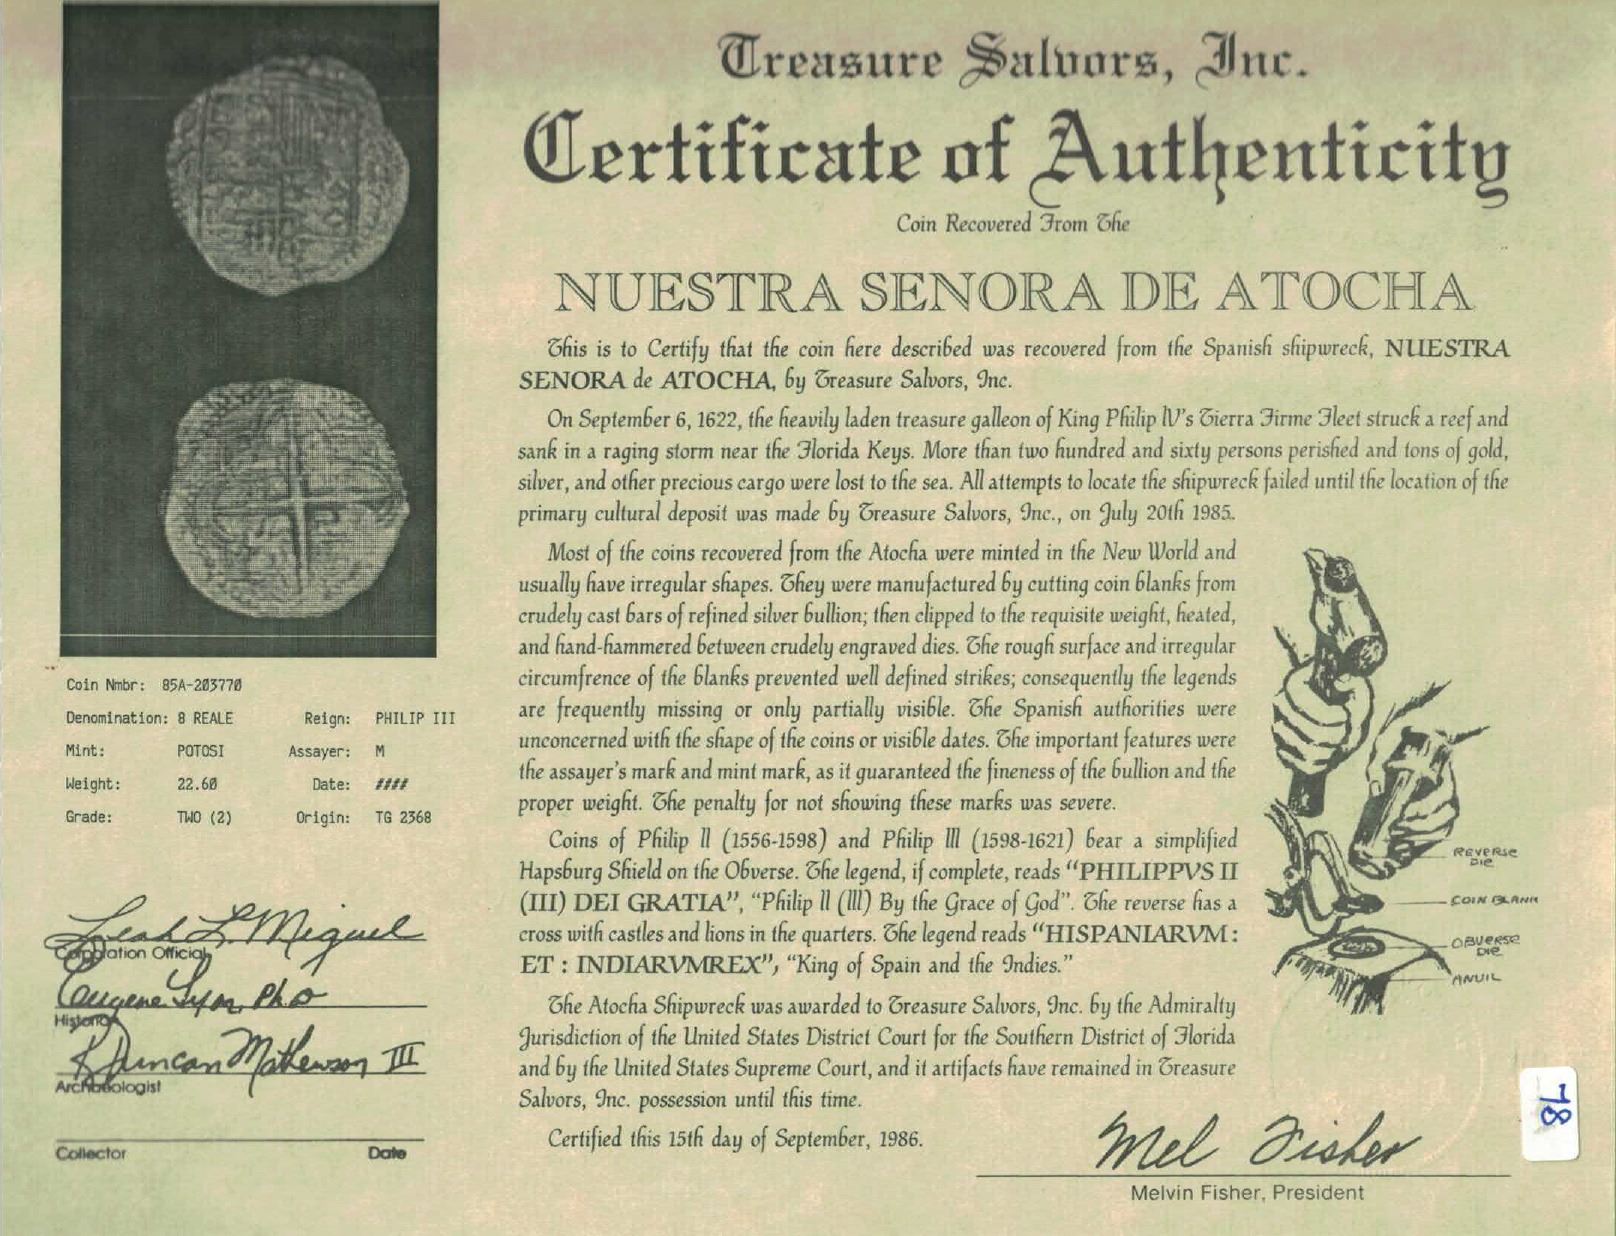 Treasure Salvors, Inc.
Certificate of Authenticity
Coin Recovered From The
NUESTRA SENORA DE ATOCHA
This is to Certify that the coin here described was recovered from the Spanish shipwreck, NUESTRA
SENORA de ATOCHA, by Treasure Salvors, Inc.
On September 6, 1622, the heavily laden treasure galleon of King Philip IV's Tierra Firme Fleet struck a reef and
sank in a raging storm near the Florida Keys. More than two hundred and sixty persons perished and tons of gold,
silver, and other precious cargo were lost to the sea. All attempts to locate the shipwreck failed until the location of the
primary cultural deposit was made by Treasure Salvors, Inc., on July 20th 1985.
Most of the coins recovered from the Atocha were minted in the New World and
usually have irregular shapes. They were manufactured by cutting coin blanks from
crudely cast bars of refined silver bullion; then clipped to the requisite weight, heated,
and hand-hammered between crudely engraved dies. The rough surface and irregular
circumfrence of the blanks prevented well defined strikes; consequently the legends
are frequently missing or only partially visible. The Spanish authorities were
unconcerned with the shape of the coins or visible dates. The important features were
the assayer's mark and mint mark, as it guaranteed the fineness of the bullion and the
proper weight. The penalty for not showing these marks was severe.
Coins of Philip II (1556-1598) and Philip III (1598-1621) bear a simplified
Hapsburg Shield on the Obverse. The legend, if complete, reads "PHILIPPVS II
(III) DEI GRATIA", "Philip II (III) By the Grace of God". The reverse has a
cross with castles and lions in the quarters. The legend reads "HISPANIARVM :
ET : INDIARVMREX", "King of Spain and the Indies."
The Atocha Shipwreck was awarded to Treasure Salvors, Inc. by the Admiralty
Jurisdiction of the United States District Court for the Southern District of Florida
and by the United States Supreme Court, and it artifacts have remained in Treasure
Salvors, Inc. possession until this time.
Certified this 15th day of September, 1986.
REVERSE
DIE
COIN BLANK
OBVERSE
DIE
ANVIL
Mel Fisher
Melvin Fisher, President
78
Coin Nmbr: 85A-203770
Denomination: 8 REALE Reign: PHILIP III
Mint: POTOSI Assayer: M
Weight: 22.60 Date: ####
Grade: TWO (2) Origin: TG 2368
Leah L. Miguel
Corporation Official
Eugene Lyon, Ph.D
Historian
R Duncan Mathewson III
Archaeologist
Collector Date